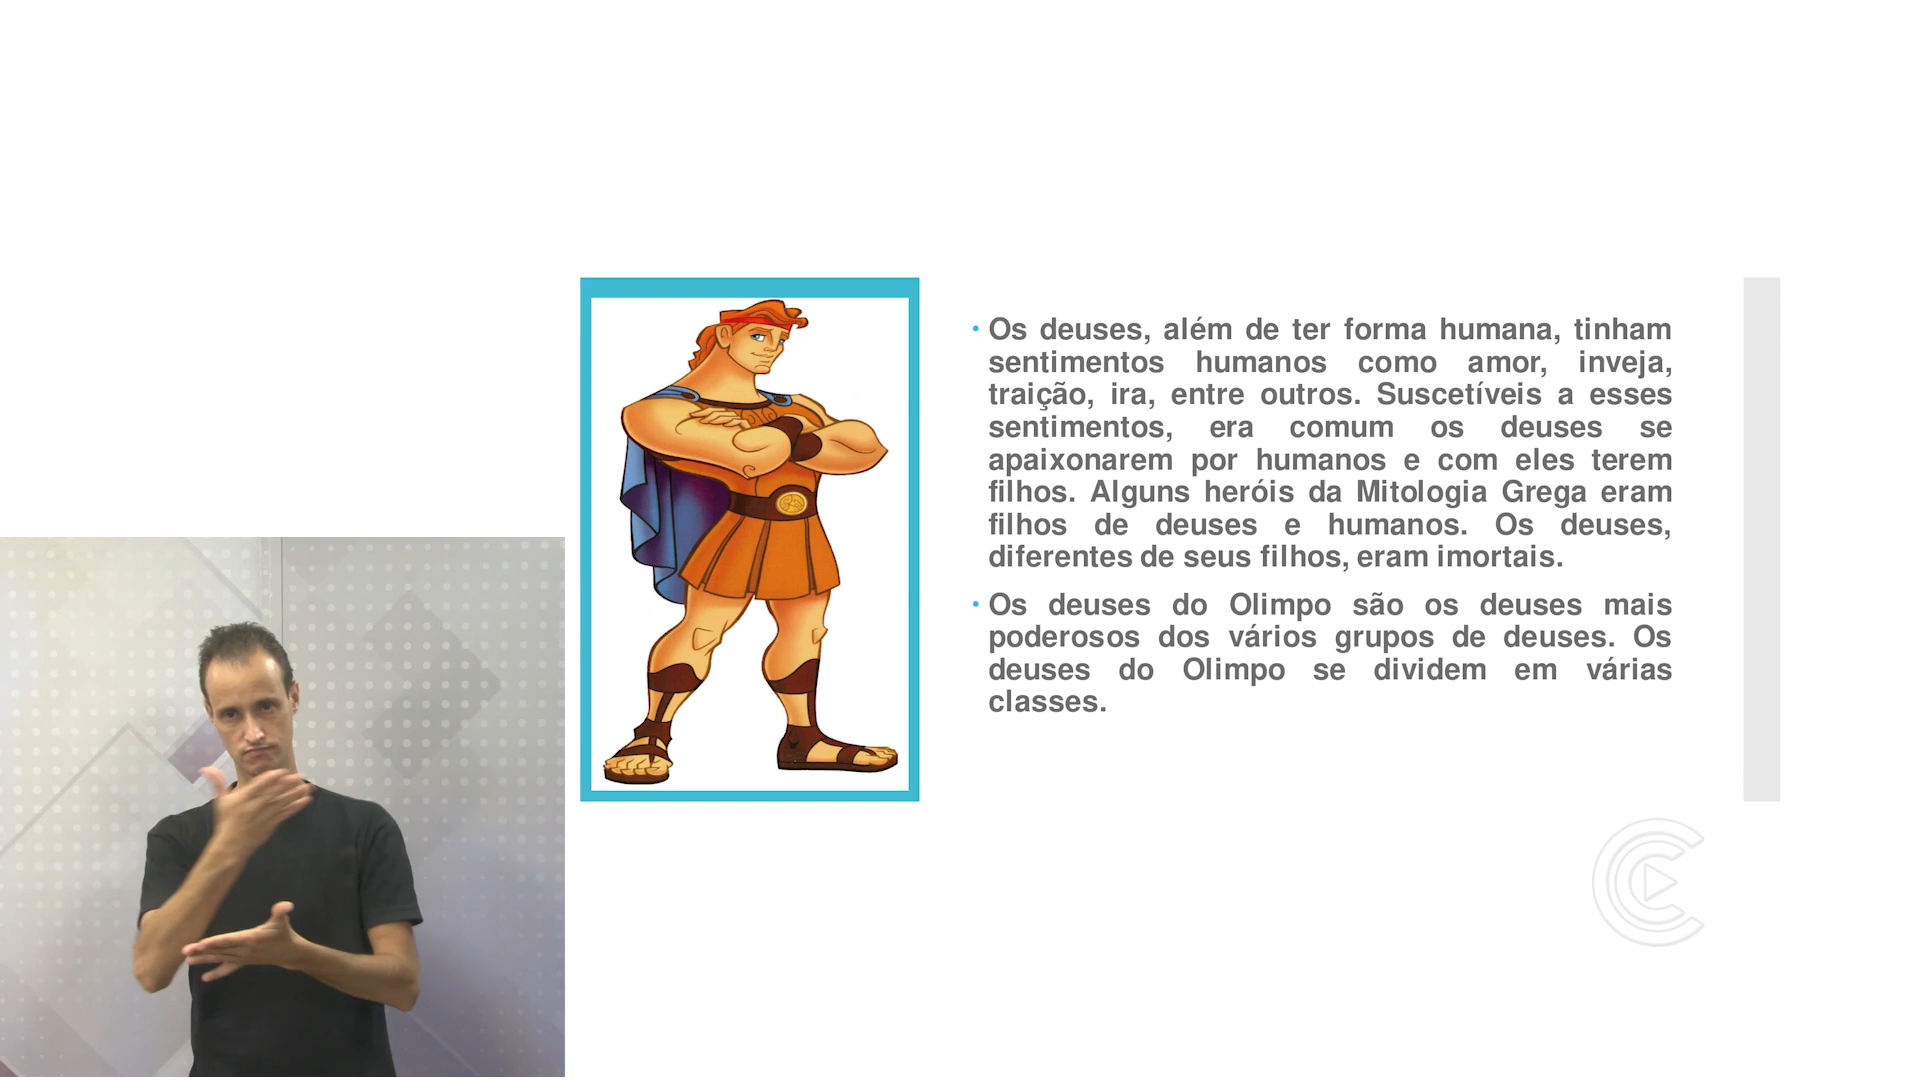 Os deuses, além de ter forma humana, tinham
sentimentos humanos como amor, inveja,
traição, ira, entre outros. Suscetíveis a esses
sentimentos, era comum os deuses se
apaixonarem por humanos e com eles terem
filhos. Alguns heróis da Mitologia Grega eram
filhos de deuses e humanos. Os deuses,
diferentes de seus filhos, eram imortais.
Os deuses do Olimpo são os deuses mais
poderosos dos vários grupos de deuses. Os
deuses do Olimpo se dividem em várias
classes.